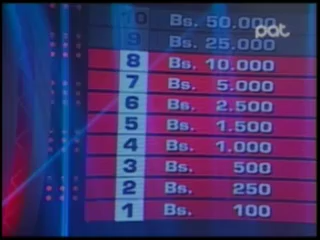 10 Bs. 50.000
pat
9 Bs. 25.000
8 Bs. 10.000
7 Bs. 5.000
6 Bs. 2.500
5 Bs. 1.500
4 Bs. 1.000
3 Bs. 500
2 Bs. 250
1 Bs. 100